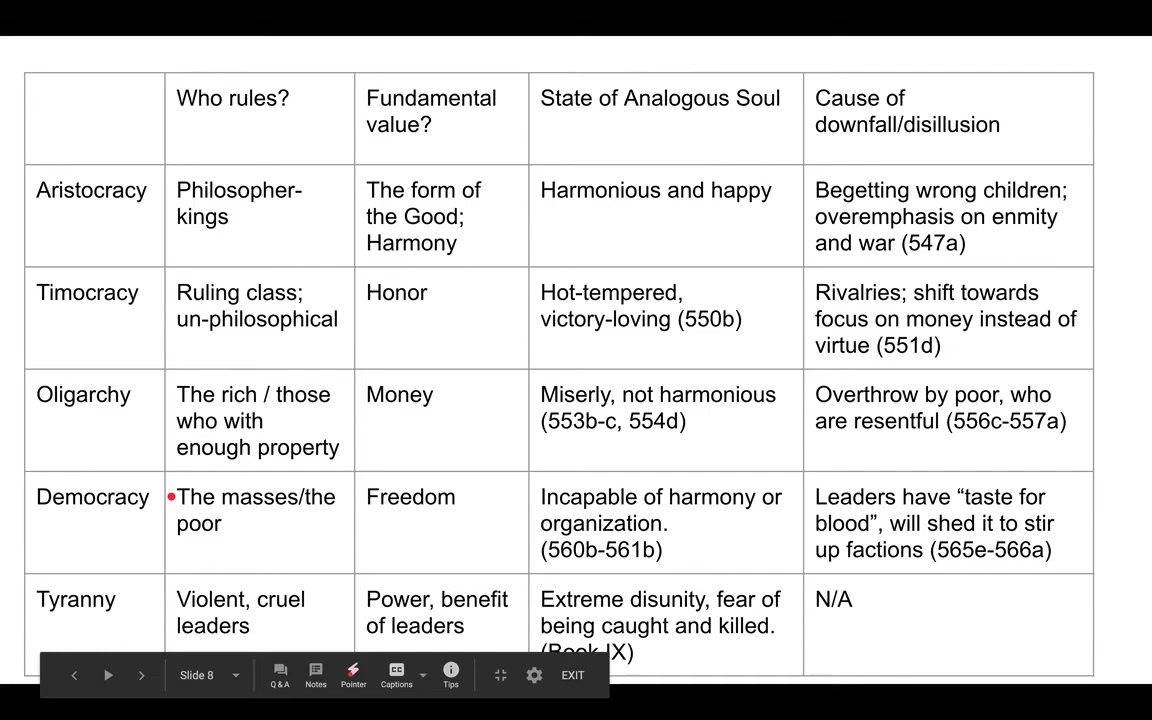 Who rules?
Fundamental
value?
State of Analogous Soul
Cause of
downfall/disillusion
Aristocracy
Philosopher-
kings
The form of
the Good;
Harmony
Harmonious and happy
Begetting wrong children;
overemphasis on enmity
and war (547a)
Timocracy
Ruling class;
un-philosophical
Honor
Hot-tempered,
victory-loving (550b)
Rivalries; shift towards
focus on money instead of
virtue (551d)
Oligarchy
The rich / those
who with
enough property
Money
Miserly, not harmonious
(553b-c, 554d)
Overthrow by poor, who
are resentful (556c-557a)
Democracy
The masses/the
poor
Freedom
Incapable of harmony or
organization.
(560b-561b)
Leaders have “taste for
blood”, will shed it to stir
up factions (565e-566a)
Tyranny
Violent, cruel
leaders
Power, benefit
of leaders
Extreme disunity, fear of
being caught and killed.
(Book IX)
N/A
Slide 8
Q & A
Notes
Pointer
CC
Captions
Tips
EXIT